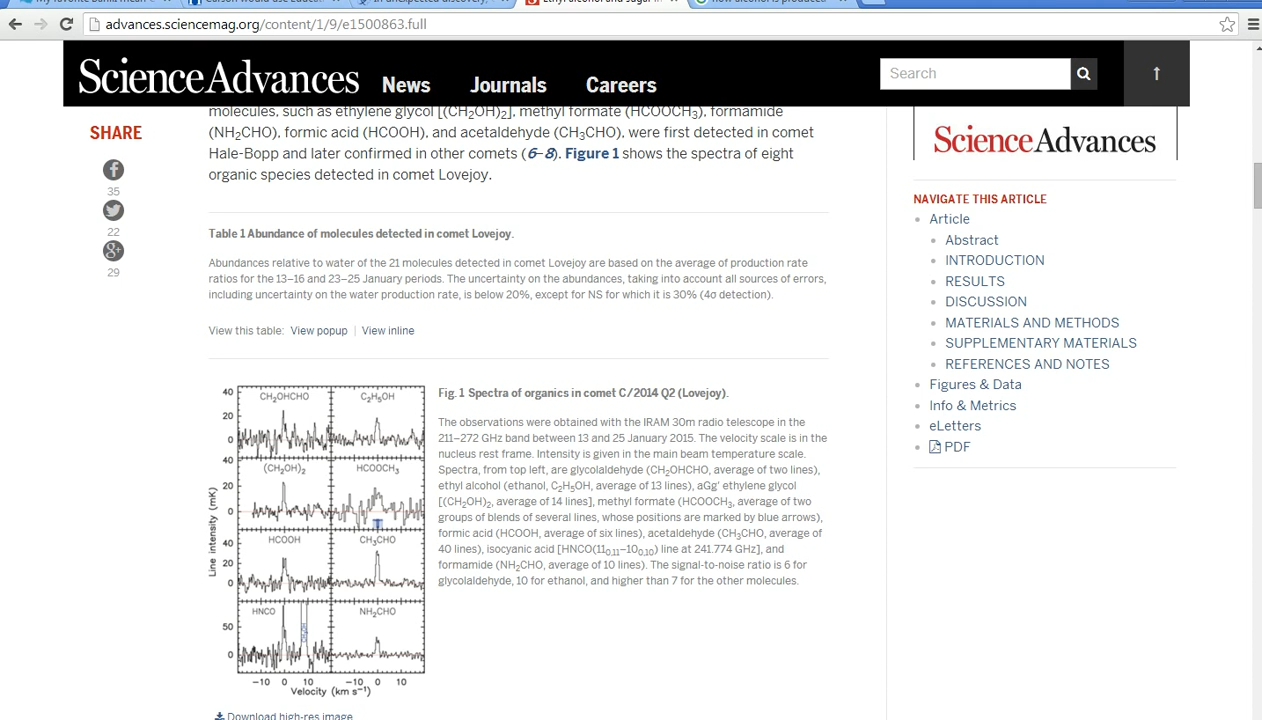 advances.sciencemag.org/content/1/9/e1500863.full
ScienceAdvances
News
Journals
Careers
Search
↑
molecules, such as ethylene glycol [(CH₂OH)₂], methyl formate (HCOOCH₃), formamide
(NH₂CHO), formic acid (HCOOH), and acetaldehyde (CH₃CHO), were first detected in comet
Hale-Bopp and later confirmed in other comets (6–8). Figure 1 shows the spectra of eight
organic species detected in comet Lovejoy.
SHARE
35
22
29
Table 1 Abundance of molecules detected in comet Lovejoy.
Abundances relative to water of the 21 molecules detected in comet Lovejoy are based on the average of production rate
ratios for the 13–16 and 23–25 January periods. The uncertainty on the abundances, taking into account all sources of errors,
including uncertainty on the water production rate, is below 20%, except for NS for which it is 30% (4σ detection).
View this table: View popup | View inline
Fig. 1 Spectra of organics in comet C/2014 Q2 (Lovejoy).
The observations were obtained with the IRAM 30m radio telescope in the
211–272 GHz band between 13 and 25 January 2015. The velocity scale is in the
nucleus rest frame. Intensity is given in the main beam temperature scale.
Spectra, from top left, are glycolaldehyde (CH₂OHCHO, average of two lines),
ethyl alcohol (ethanol, C₂H₅OH, average of 13 lines), aGg′ ethylene glycol
[(CH₂OH)₂, average of 14 lines], methyl formate (HCOOCH₃, average of two
groups of blends of several lines, whose positions are marked by blue arrows),
formic acid (HCOOH, average of six lines), acetaldehyde (CH₃CHO, average of
40 lines), isocyanic acid [HNCO(11₀,₁₁–10₀,₁₀) line at 241.774 GHz], and
formamide (NH₂CHO, average of 10 lines). The signal-to-noise ratio is 6 for
glycolaldehyde, 10 for ethanol, and higher than 7 for the other molecules.
Line intensity (mK)
40
20
0
CH₂OHCHO
C₂H₅OH
40
20
0
(CH₂OH)₂
HCOOCH₃
40
20
0
HCOOH
CH₃CHO
50
0
HNCO
NH₂CHO
−10 0 10 −10 0 10
Velocity (km s⁻¹)
Download high-res image
ScienceAdvances
NAVIGATE THIS ARTICLE
Article
Abstract
INTRODUCTION
RESULTS
DISCUSSION
MATERIALS AND METHODS
SUPPLEMENTARY MATERIALS
REFERENCES AND NOTES
Figures & Data
Info & Metrics
eLetters
PDF